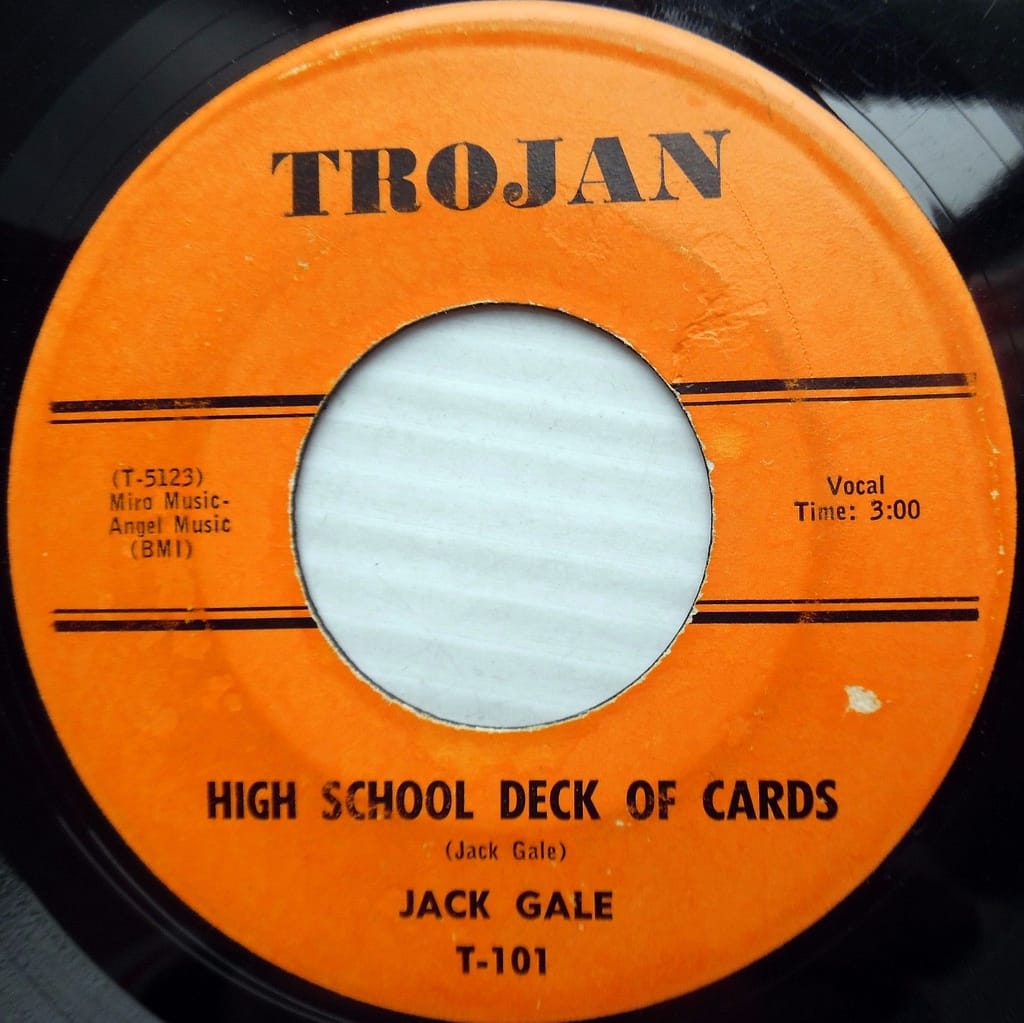 TROJAN
(T-5123)
Miro Music-
Angel Music
(BMI)
Vocal
Time: 3:00
HIGH SCHOOL DECK OF CARDS
(Jack Gale)
JACK GALE
T-101